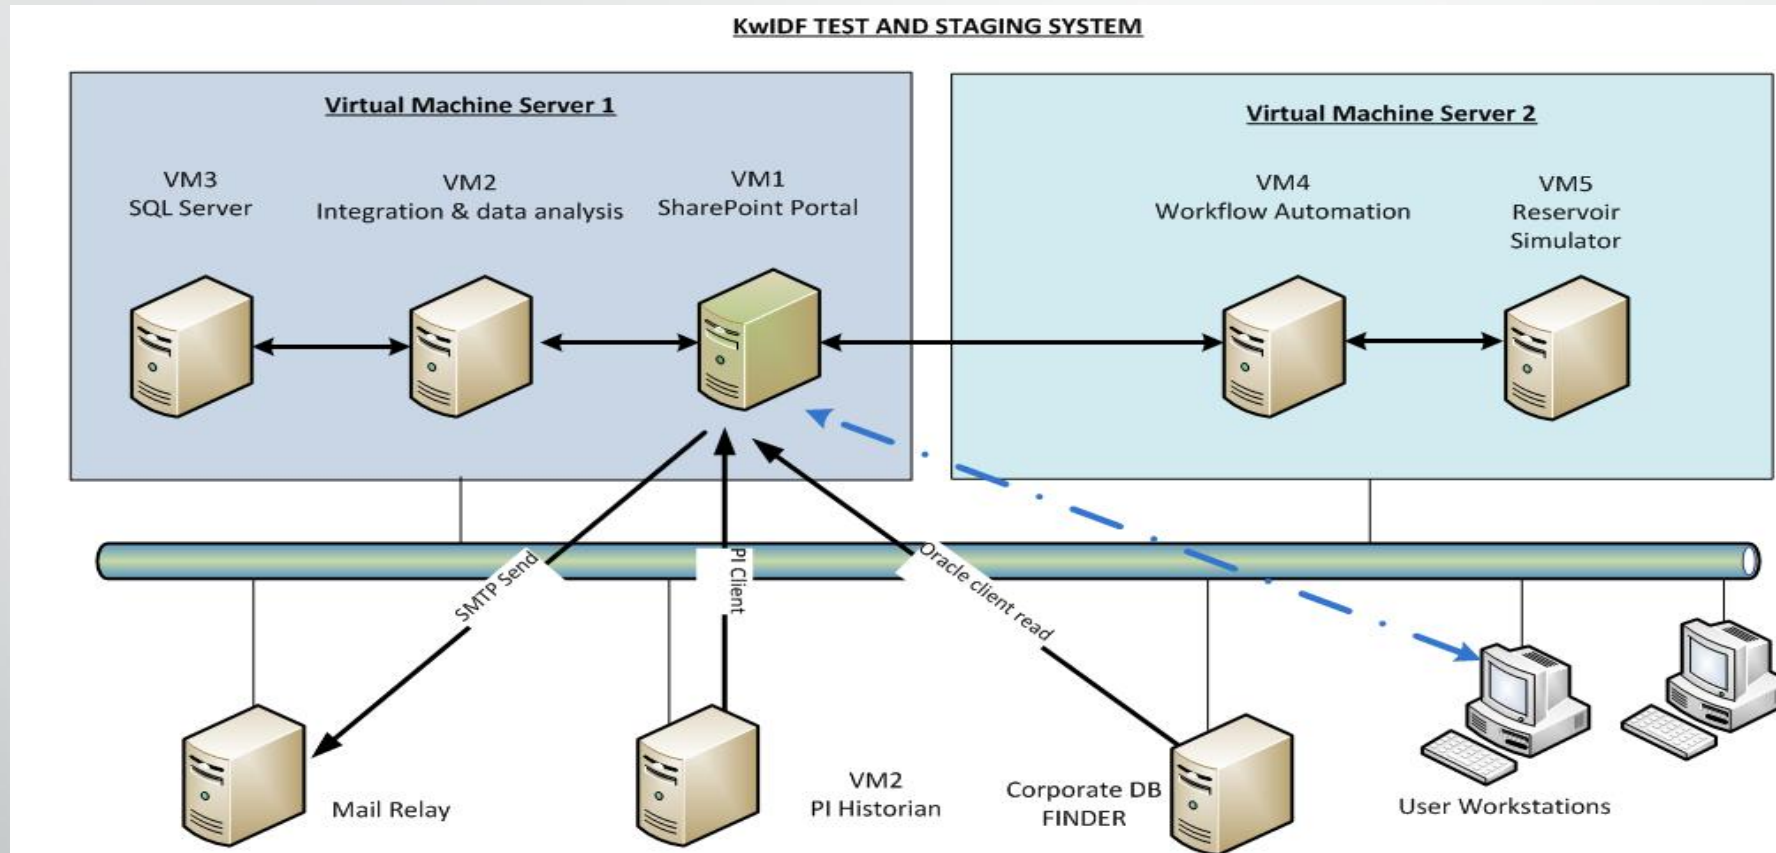 KwIDF TEST AND STAGING SYSTEM
Virtual Machine Server 1
VM3
SQL Server
VM2
Integration & data analysis
VM1
SharePoint Portal
Virtual Machine Server 2
VM4
Workflow Automation
VM5
Reservoir
Simulator
SMTP Send
PI Client
Oracle client read
Mail Relay
VM2
PI Historian
Corporate DB
FINDER
User Workstations